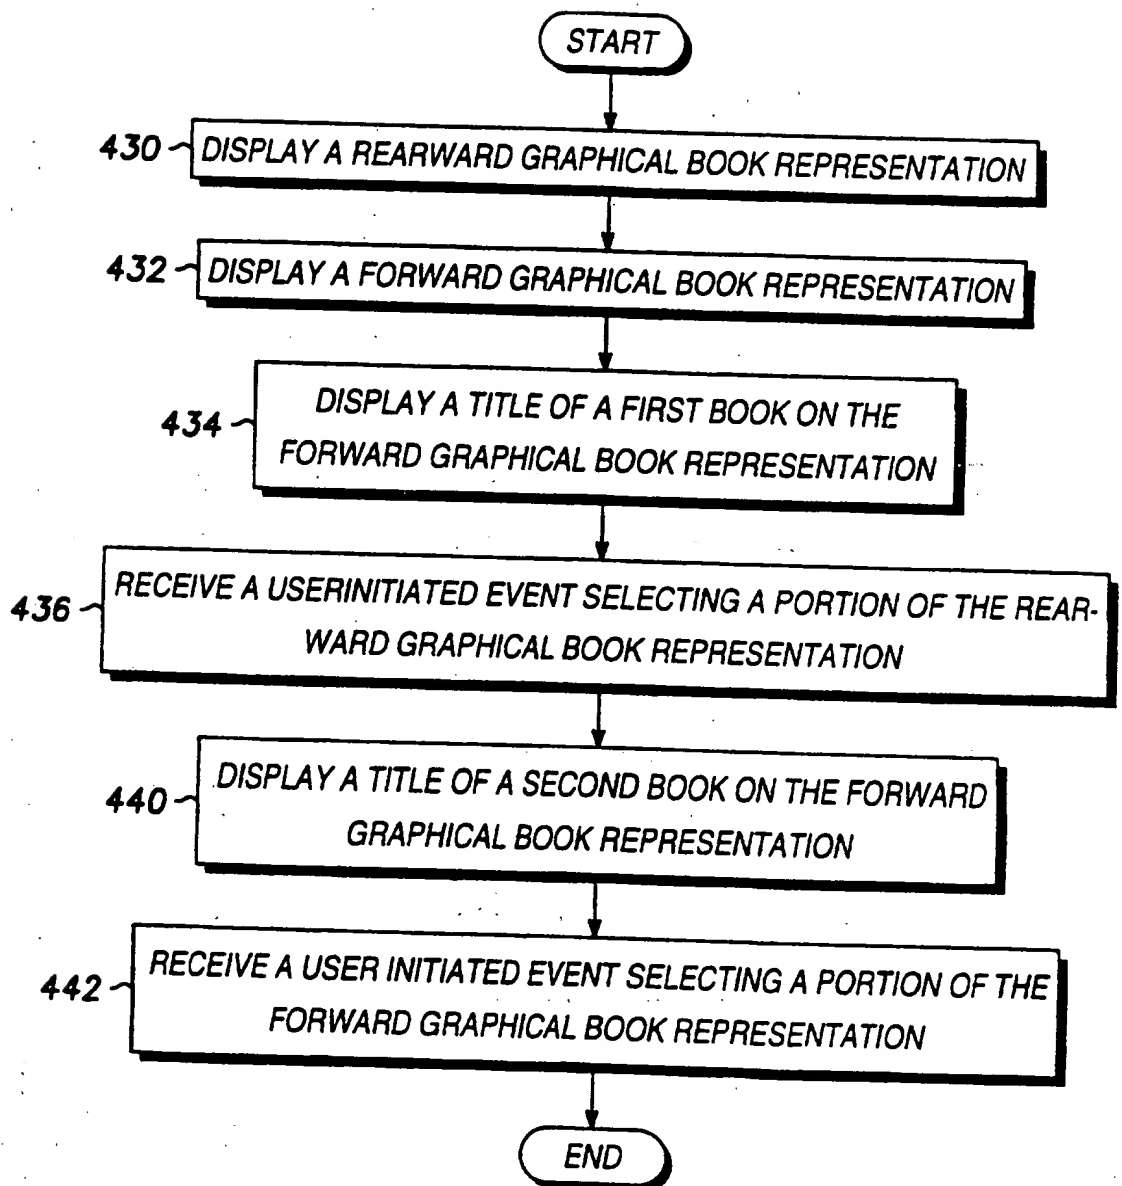 START
430 DISPLAY A REARWARD GRAPHICAL BOOK REPRESENTATION
432 DISPLAY A FORWARD GRAPHICAL BOOK REPRESENTATION
434 DISPLAY A TITLE OF A FIRST BOOK ON THE
FORWARD GRAPHICAL BOOK REPRESENTATION
436 RECEIVE A USERINITIATED EVENT SELECTING A PORTION OF THE REAR-
WARD GRAPHICAL BOOK REPRESENTATION
440 DISPLAY A TITLE OF A SECOND BOOK ON THE FORWARD
GRAPHICAL BOOK REPRESENTATION
442 RECEIVE A USER INITIATED EVENT SELECTING A PORTION OF THE
FORWARD GRAPHICAL BOOK REPRESENTATION
END